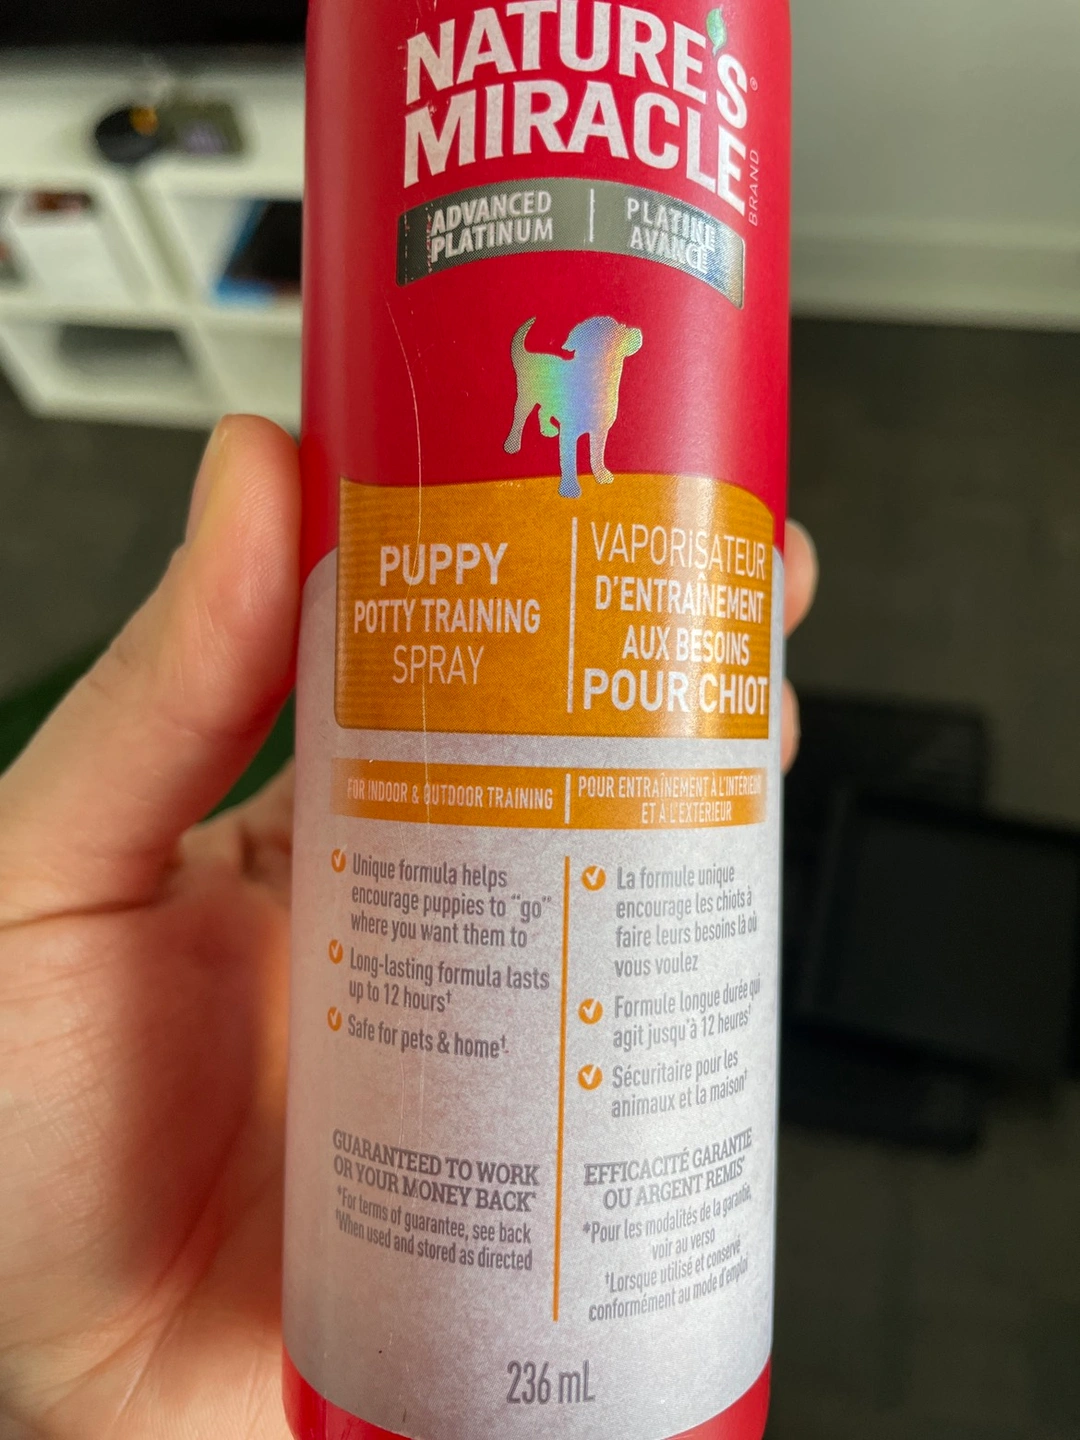 NATURE'S
MIRACLE®
BRAND
ADVANCED
PLATINUM
PLATINE
AVANCÉ
PUPPY
POTTY TRAINING
SPRAY
VAPORISATEUR
D'ENTRAÎNEMENT
AUX BESOINS
POUR CHIOT
FOR INDOOR & OUTDOOR TRAINING
POUR ENTRAÎNEMENT À L'INTÉRIEUR
ET À L'EXTÉRIEUR
Unique formula helps
encourage puppies to "go"
where you want them to
Long-lasting formula lasts
up to 12 hours†
Safe for pets & home†
La formule unique
encourage les chiots à
faire leurs besoins là où
vous voulez
Formule longue durée qui
agit jusqu'à 12 heures†
Sécuritaire pour les
animaux et la maison†
GUARANTEED TO WORK
OR YOUR MONEY BACK*
*For terms of guarantee, see back
†When used and stored as directed
EFFICACITÉ GARANTIE
OU ARGENT REMIS*
*Pour les modalités de la garantie,
voir au verso
†Lorsque utilisé et conservé
conformément au mode d'emploi
236 mL